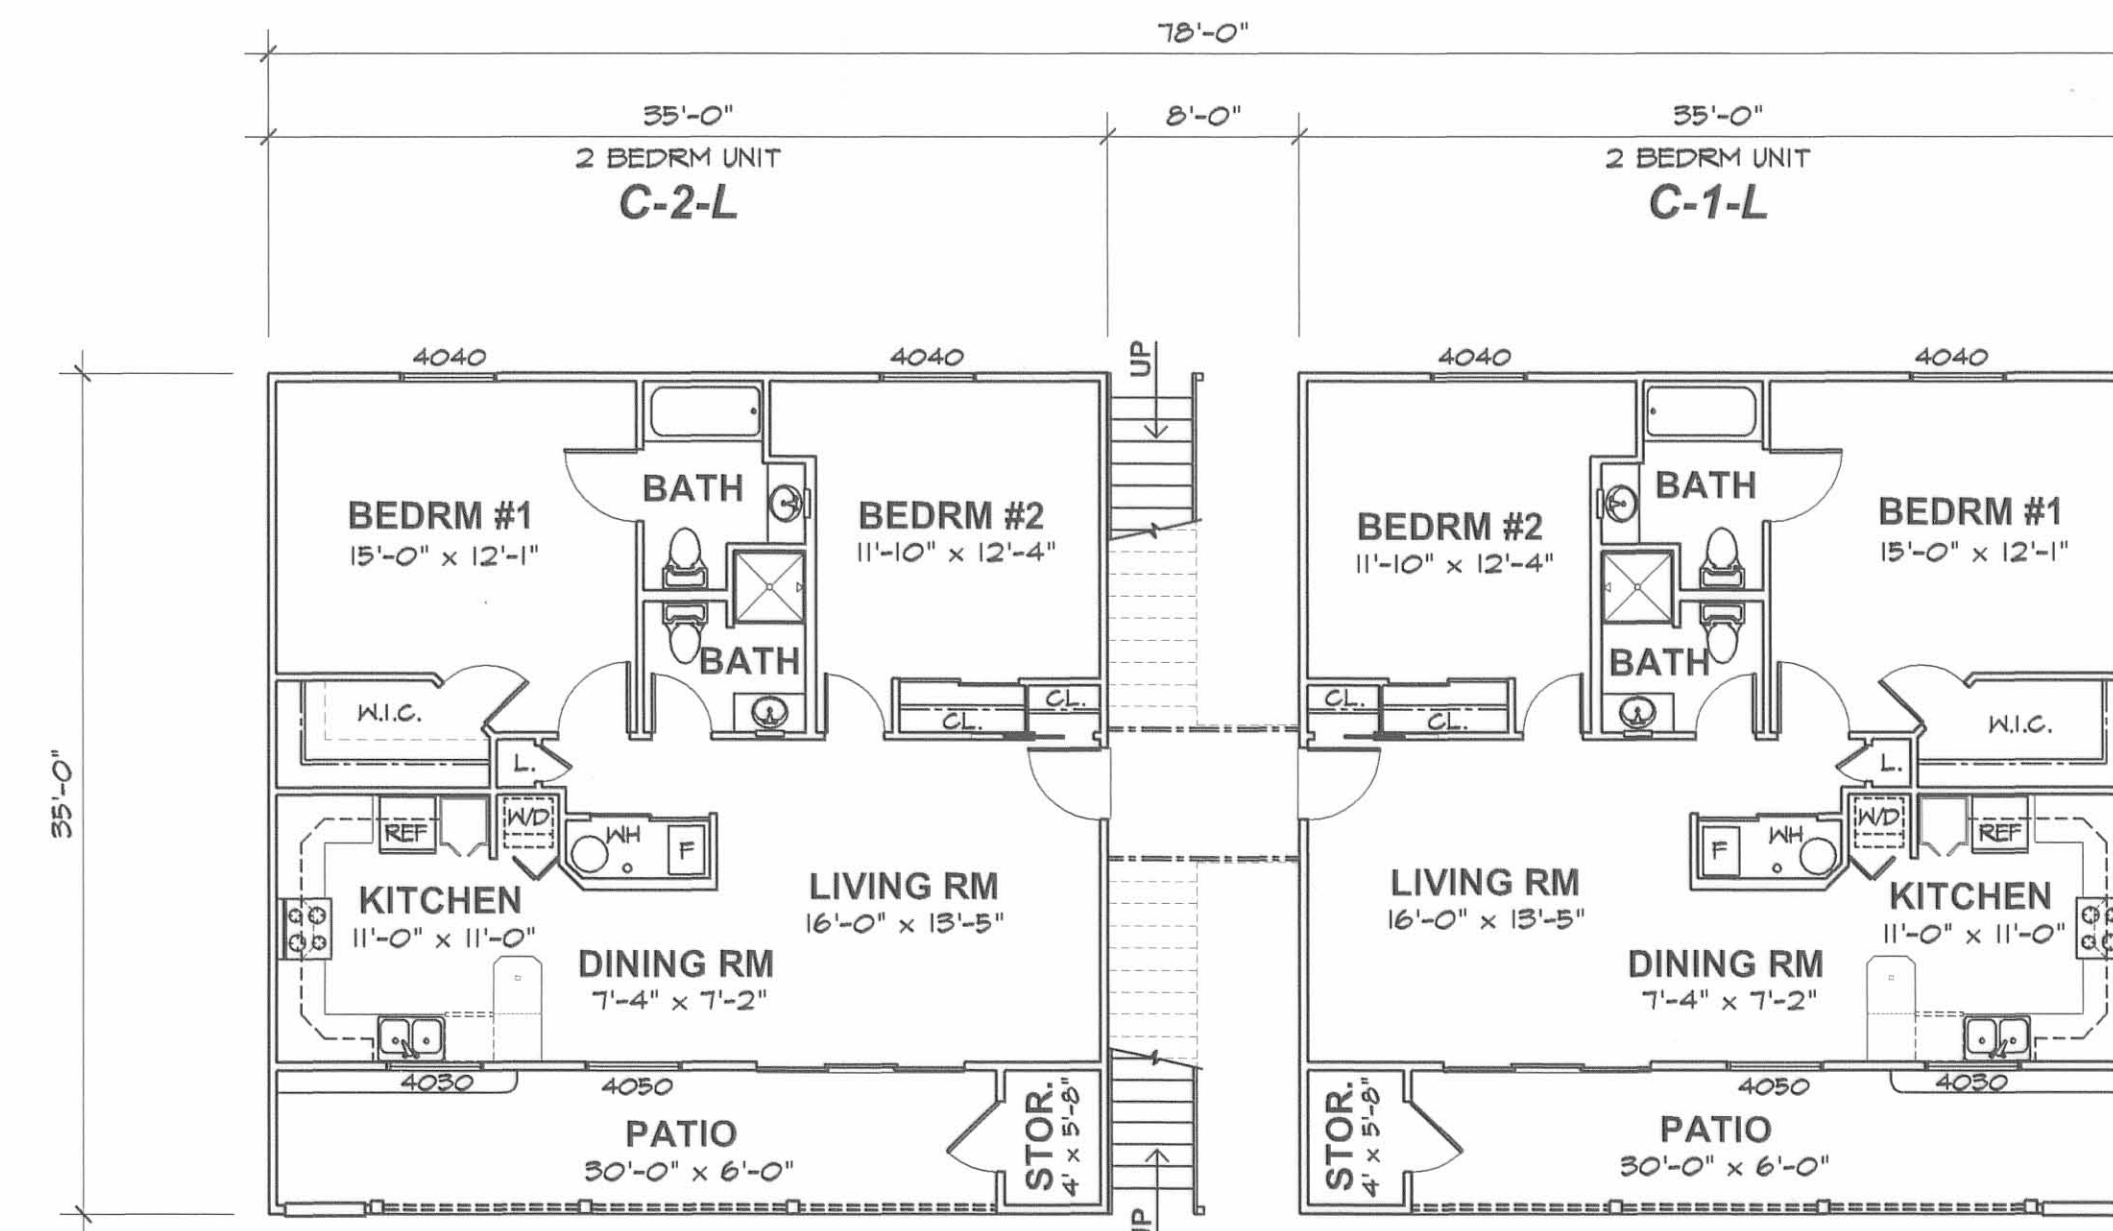 78'-0"
35'-0"
8'-0"
35'-0"
2 BEDRM UNIT
C-2-L
2 BEDRM UNIT
C-1-L
4040
4040
UP
4040
4040
BEDRM #1
15'-0" x 12'-1"
BATH
BEDRM #2
11'-10" x 12'-4"
BEDRM #2
11'-10" x 12'-4"
BATH
BEDRM #1
15'-0" x 12'-1"
BATH
BATH
W.I.C.
CL.
CL.
CL.
CL.
W.I.C.
L.
L.
35'-0"
REF
W/D
WH
F
F
WH
W/D
REF
KITCHEN
11'-0" x 11'-0"
LIVING RM
16'-0" x 13'-5"
LIVING RM
16'-0" x 13'-5"
KITCHEN
11'-0" x 11'-0"
DINING RM
7'-4" x 7'-2"
DINING RM
7'-4" x 7'-2"
4030
4050
4050
4030
PATIO
30'-0" x 6'-0"
STOR.
4' x 5'-8"
STOR.
4' x 5'-8"
PATIO
30'-0" x 6'-0"
UP